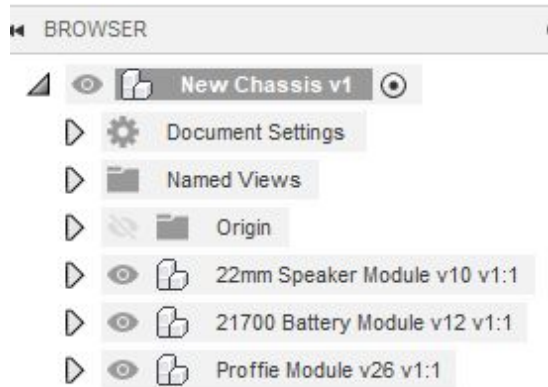 BROWSER
New Chassis v1
Document Settings
Named Views
Origin
22mm Speaker Module v10 v1:1
21700 Battery Module v12 v1:1
Proffie Module v26 v1:1